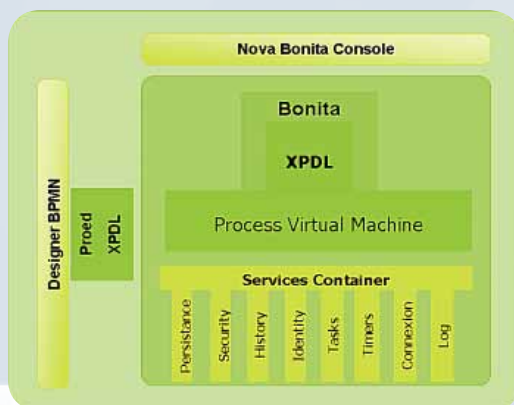 Nova Bonita Console
Designer BPMN
Proed
XPDL
Bonita
XPDL
Process Virtual Machine
Services Container
Persistance
Security
History
Identity
Tasks
Timers
Connexion
Log